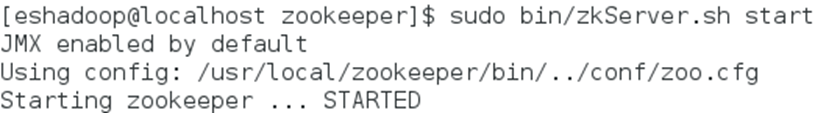 [eshadoop@localhost zookeeper]$ sudo bin/zkServer.sh start
JMX enabled by default
Using config: /usr/local/zookeeper/bin/../conf/zoo.cfg
Starting zookeeper ... STARTED